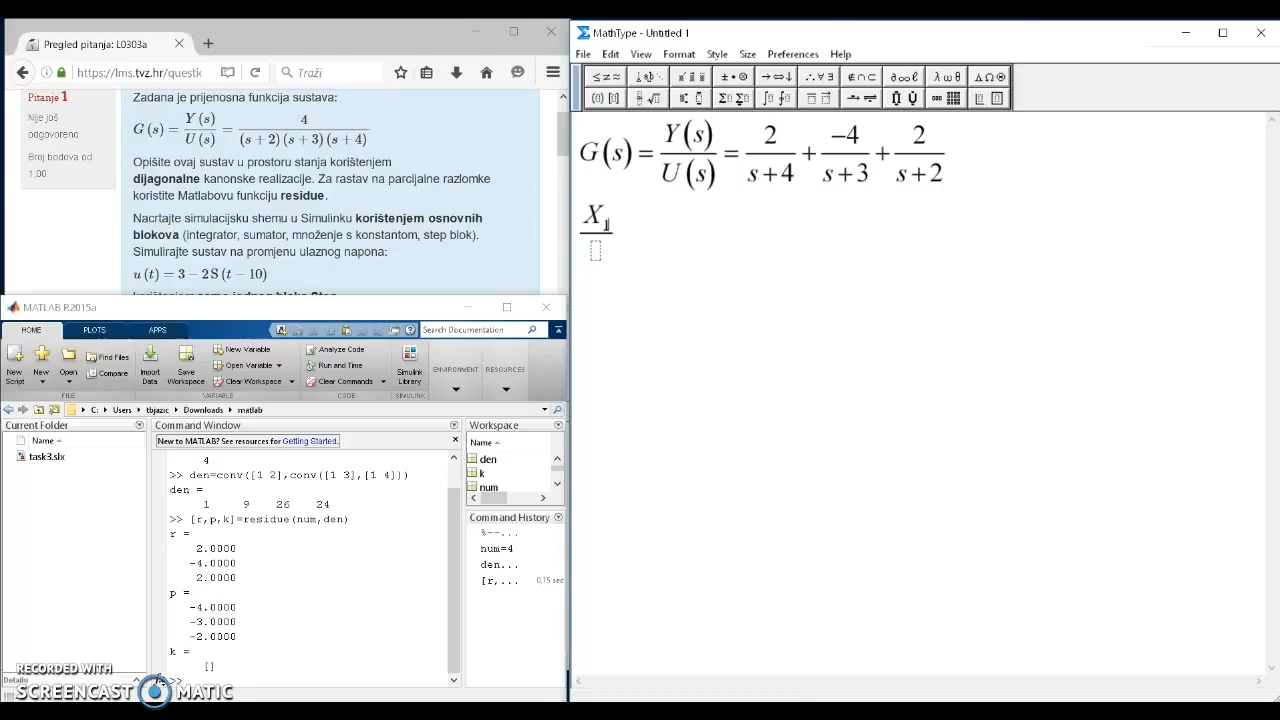 Pregled pitanja: L0303a
https://lms.tvz.hr/questic
Traži
Pitanje 1
Nije još
odgovoreno
Broj bodova od
1.00
Zadana je prijenosna funkcija sustava:
G(s) = Y(s)/U(s) = 4/((s+2)(s+3)(s+4))
Opišite ovaj sustav u prostoru stanja korištenjem
dijagonalne kanonske realizacije. Za rastav na parcijalne razlomke
koristite Matlabovu funkciju residue.
Nacrtajte simulacijsku shemu u Simulinku korištenjem osnovnih
blokova (integrator, sumator, množenje s konstantom, step blok).
Simulirajte sustav na promjenu ulaznog napona:
u(t) = 3 − 2S(t − 10)
MathType - Untitled 1
File Edit View Format Style Size Preferences Help
G(s) = Y(s)/U(s) = 2/(s+4) + −4/(s+3) + 2/(s+2)
X1
MATLAB R2015a
HOME PLOTS APPS
Search Documentation
New Script
New
Open
Find Files
Compare
Import Data
Save Workspace
New Variable
Open Variable
Clear Workspace
Analyze Code
Run and Time
Clear Commands
Simulink Library
ENVIRONMENT
RESOURCES
FILE VARIABLE CODE SIMULINK
C: Users tbjazic Downloads matlab
Current Folder
Name
task3.slx
Details
Command Window
New to MATLAB? See resources for Getting Started.
4
>> den=conv([1 2],conv([1 3],[1 4]))
den =
1 9 26 24
>> [r,p,k]=residue(num,den)
r =
2.0000
-4.0000
2.0000
p =
-4.0000
-3.0000
-2.0000
k =
[]
>>
Workspace
Name
den
k
num
Command History
%--...
num=4
den...
[r,...
0,15 sec
RECORDED WITH
SCREENCAST MATIC